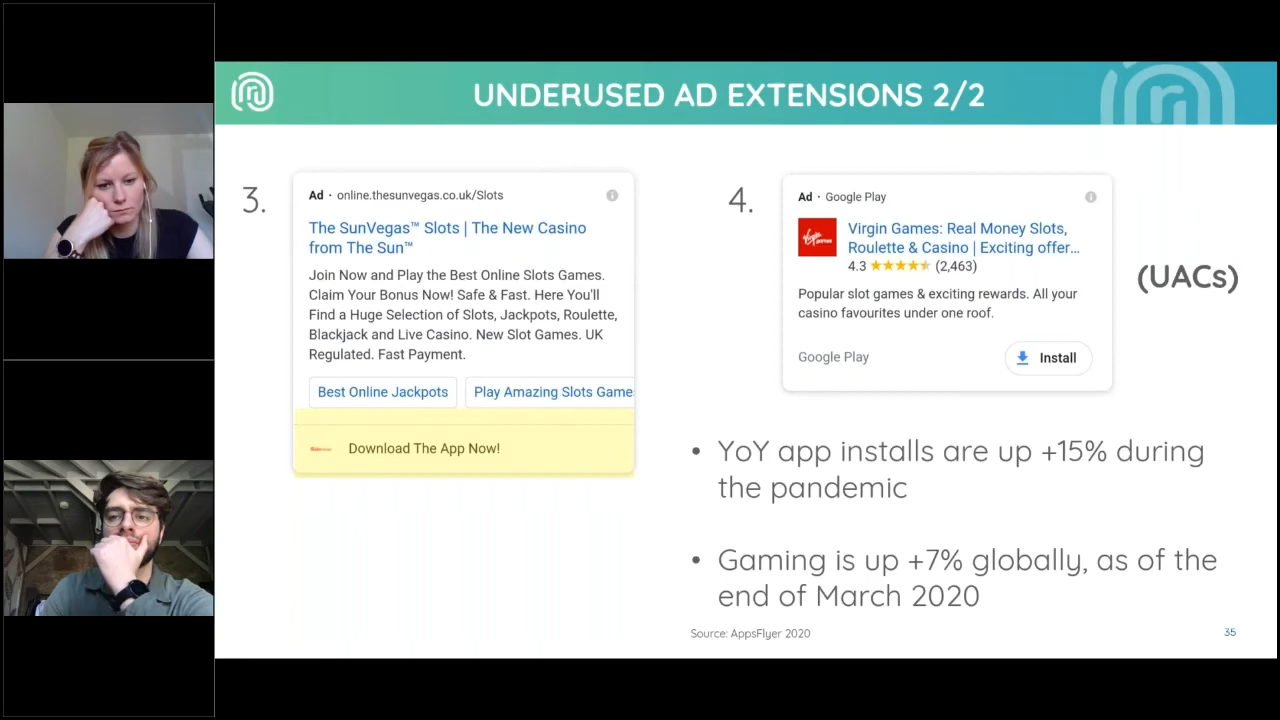 UNDERUSED AD EXTENSIONS 2/2
3.
Ad · online.thesunvegas.co.uk/Slots
The SunVegas™ Slots | The New Casino
from The Sun™
Join Now and Play the Best Online Slots Games.
Claim Your Bonus Now! Safe & Fast. Here You'll
Find a Huge Selection of Slots, Jackpots, Roulette,
Blackjack and Live Casino. New Slot Games. UK
Regulated. Fast Payment.
Best Online Jackpots
Play Amazing Slots Game
Download The App Now!
4.
Ad · Google Play
Virgin Games: Real Money Slots,
Roulette & Casino | Exciting offer...
4.3 (2,463)
Popular slot games & exciting rewards. All your
casino favourites under one roof.
Google Play
Install
(UACs)
• YoY app installs are up +15% during
the pandemic
• Gaming is up +7% globally, as of the
end of March 2020
Source: AppsFlyer 2020
35